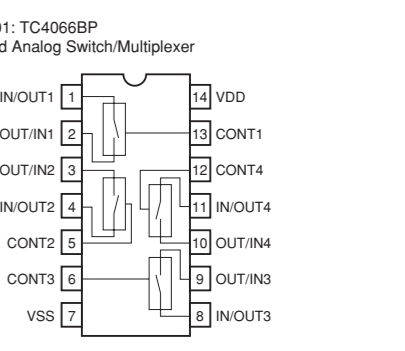 01: TC4066BP
d Analog Switch/Multiplexer
IN/OUT1 1 14 VDD
OUT/IN1 2 13 CONT1
OUT/IN2 3 12 CONT4
IN/OUT2 4 11 IN/OUT4
CONT2 5 10 OUT/IN4
CONT3 6 9 OUT/IN3
VSS 7 8 IN/OUT3